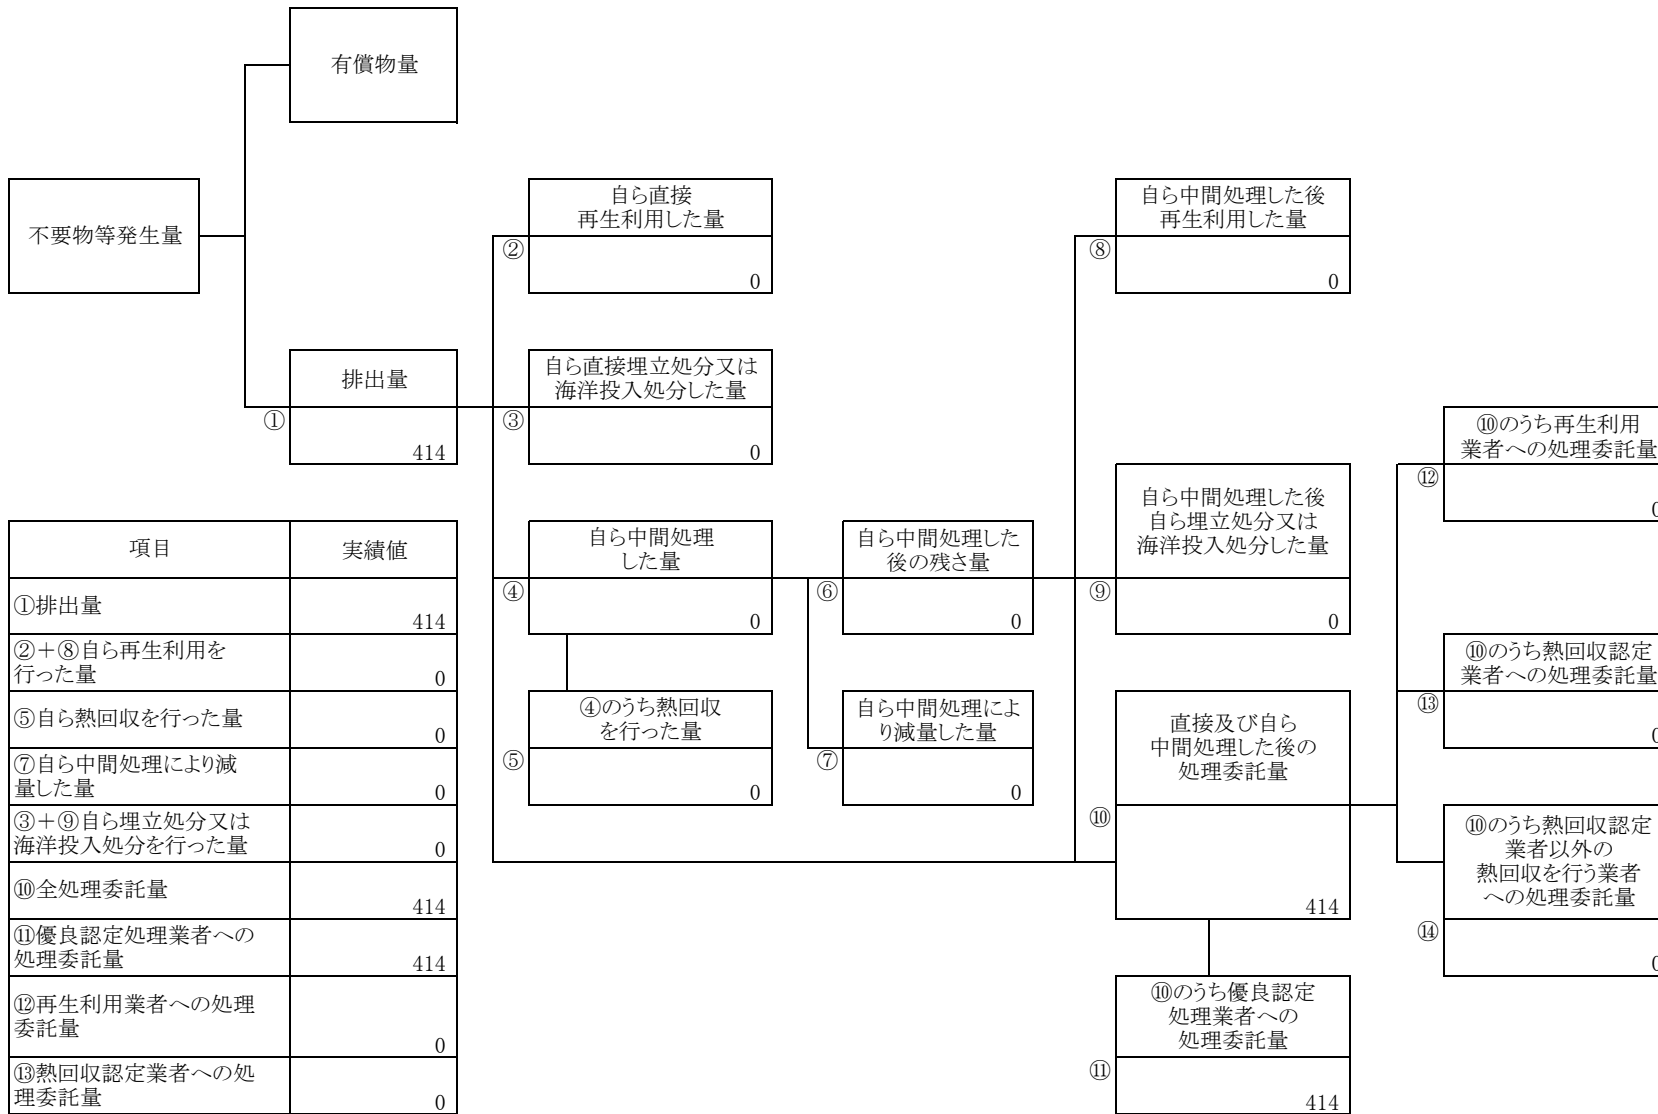 有償物量
不要物等発生量
自ら直接
再生利用した量
②
0
自ら中間処理した後
再生利用した量
⑧
0
排出量
①
414
自ら直接埋立処分又は
海洋投入処分した量
③
0
⑩のうち再生利用
業者への処理委託量
⑫
0
自ら中間処理した後
自ら埋立処分又は
海洋投入処分した量
⑨
0
自ら中間処理
した量
④
0
自ら中間処理した
後の残さ量
⑥
0
⑩のうち熱回収認定
業者への処理委託量
⑬
0
④のうち熱回収
を行った量
⑤
0
自ら中間処理によ
り減量した量
⑦
0
直接及び自ら
中間処理した後の
処理委託量
⑩
414
⑩のうち熱回収認定
業者以外の
熱回収を行う業者
への処理委託量
⑭
0
⑩のうち優良認定
処理業者への
処理委託量
⑪
414
項目 実績値
①排出量 414
②＋⑧自ら再生利用を
行った量 0
⑤自ら熱回収を行った量 0
⑦自ら中間処理により減
量した量 0
③＋⑨自ら埋立処分又は
海洋投入処分を行った量 0
⑩全処理委託量 414
⑪優良認定処理業者への
処理委託量 414
⑫再生利用業者への処理
委託量 0
⑬熱回収認定業者への処
理委託量 0